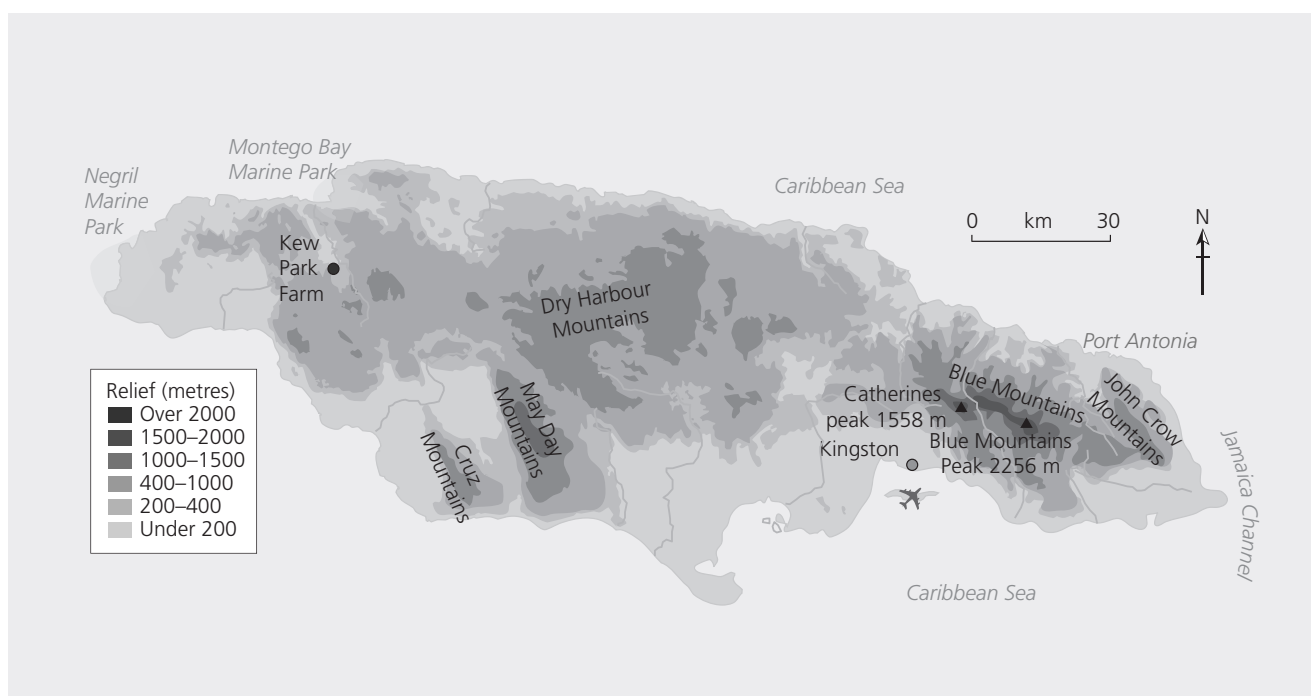 Montego Bay
Marine Park
Negril
Marine
Park
Caribbean Sea
0 km 30
N
Kew
Park
Farm
Dry Harbour
Mountains
Port Antonia
Relief (metres)
Over 2000
1500–2000
1000–1500
400–1000
200–400
Under 200
May Day
Mountains
Cruz
Mountains
Catherines
peak 1558 m
Blue Mountains
John Crow
Mountains
Kingston
Blue Mountains
Peak 2256 m
Jamaica Channel
Caribbean Sea